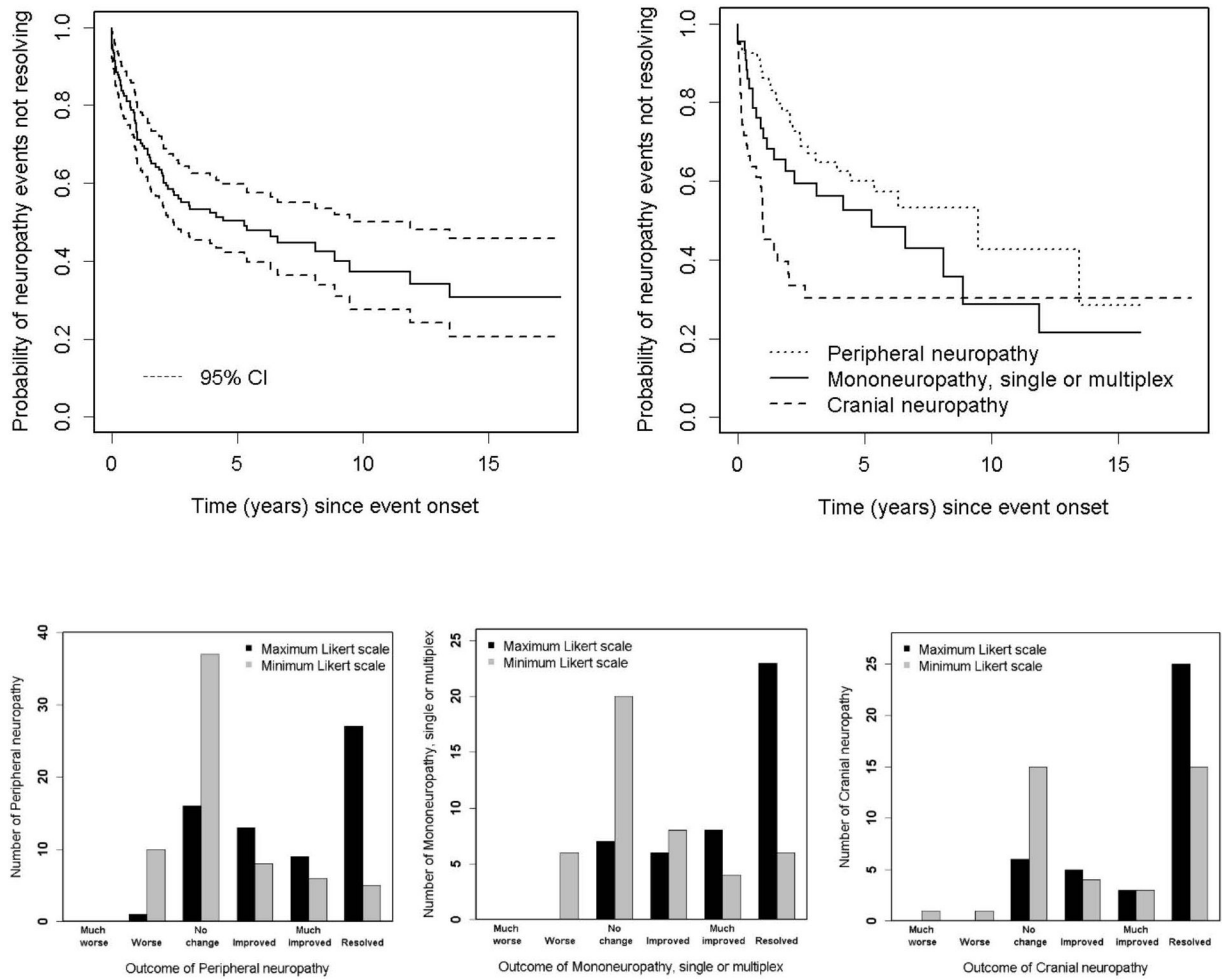 Probability of neuropathy events not resolving
1.0
0.8
0.6
0.4
0.2
0.0
95% CI
0 5 10 15
Time (years) since event onset
Probability of neuropathy events not resolving
1.0
0.8
0.6
0.4
0.2
0.0
Peripheral neuropathy
Mononeuropathy, single or multiplex
Cranial neuropathy
0 5 10 15
Time (years) since event onset
Number of Peripheral neuropathy
40
30
20
10
0
Maximum Likert scale
Minimum Likert scale
Much worse Worse No change Improved Much improved Resolved
Outcome of Peripheral neuropathy
Number of Mononeuropathy, single or multiplex
25
20
15
10
5
0
Maximum Likert scale
Minimum Likert scale
Much worse Worse No change Improved Much improved Resolved
Outcome of Mononeuropathy, single or multiplex
Number of Cranial neuropathy
25
15
10
5
0
Maximum Likert scale
Minimum Likert scale
Much worse Worse No change Improved Much improved Resolved
Outcome of Cranial neuropathy